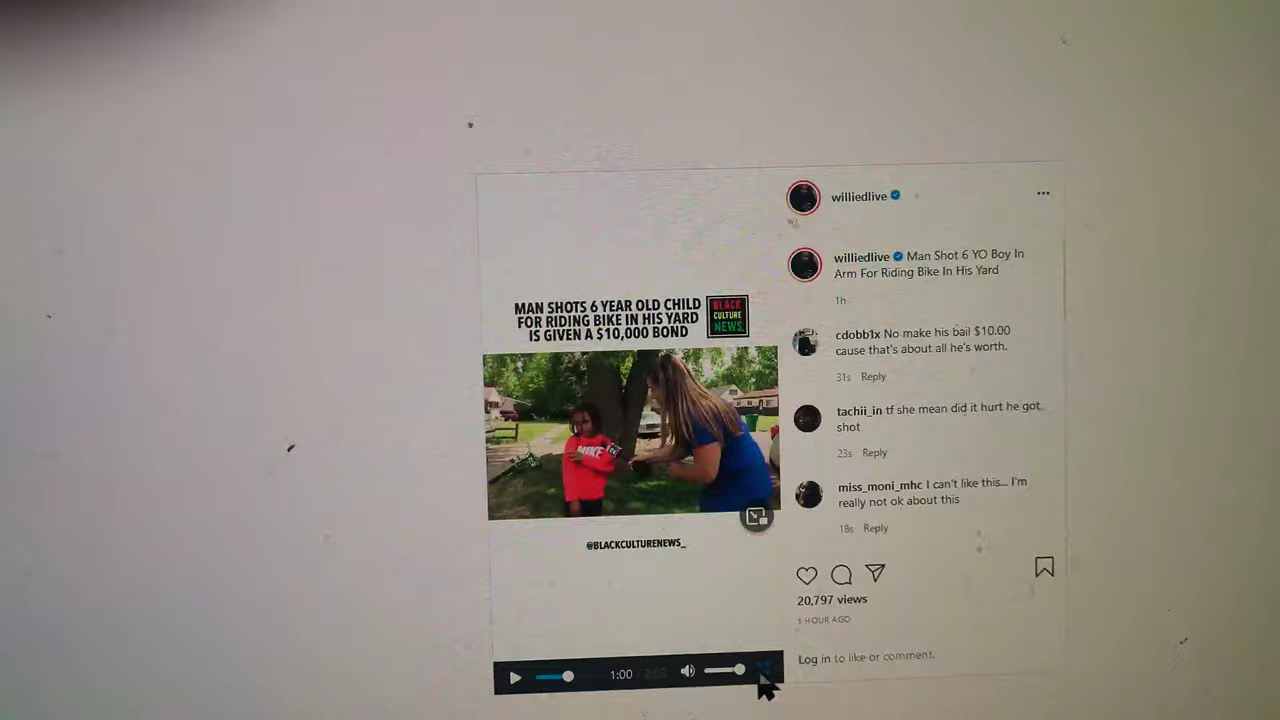 williedlive
williedlive Man Shot 6 YO Boy In
Arm For Riding Bike In His Yard
1h
MAN SHOTS 6 YEAR OLD CHILD
FOR RIDING BIKE IN HIS YARD
IS GIVEN A $10,000 BOND
BLACK
CULTURE
NEWS.
cdobb1x No make his bail $10.00
cause that's about all he's worth.
31s Reply
tachii_in tf she mean did it hurt he got
shot
23s Reply
miss_moni_mhc I can't like this... I'm
really not ok about this
18s Reply
@BLACKCULTURENEWS_
20,797 views
1 HOUR AGO
Log in to like or comment.
1:00